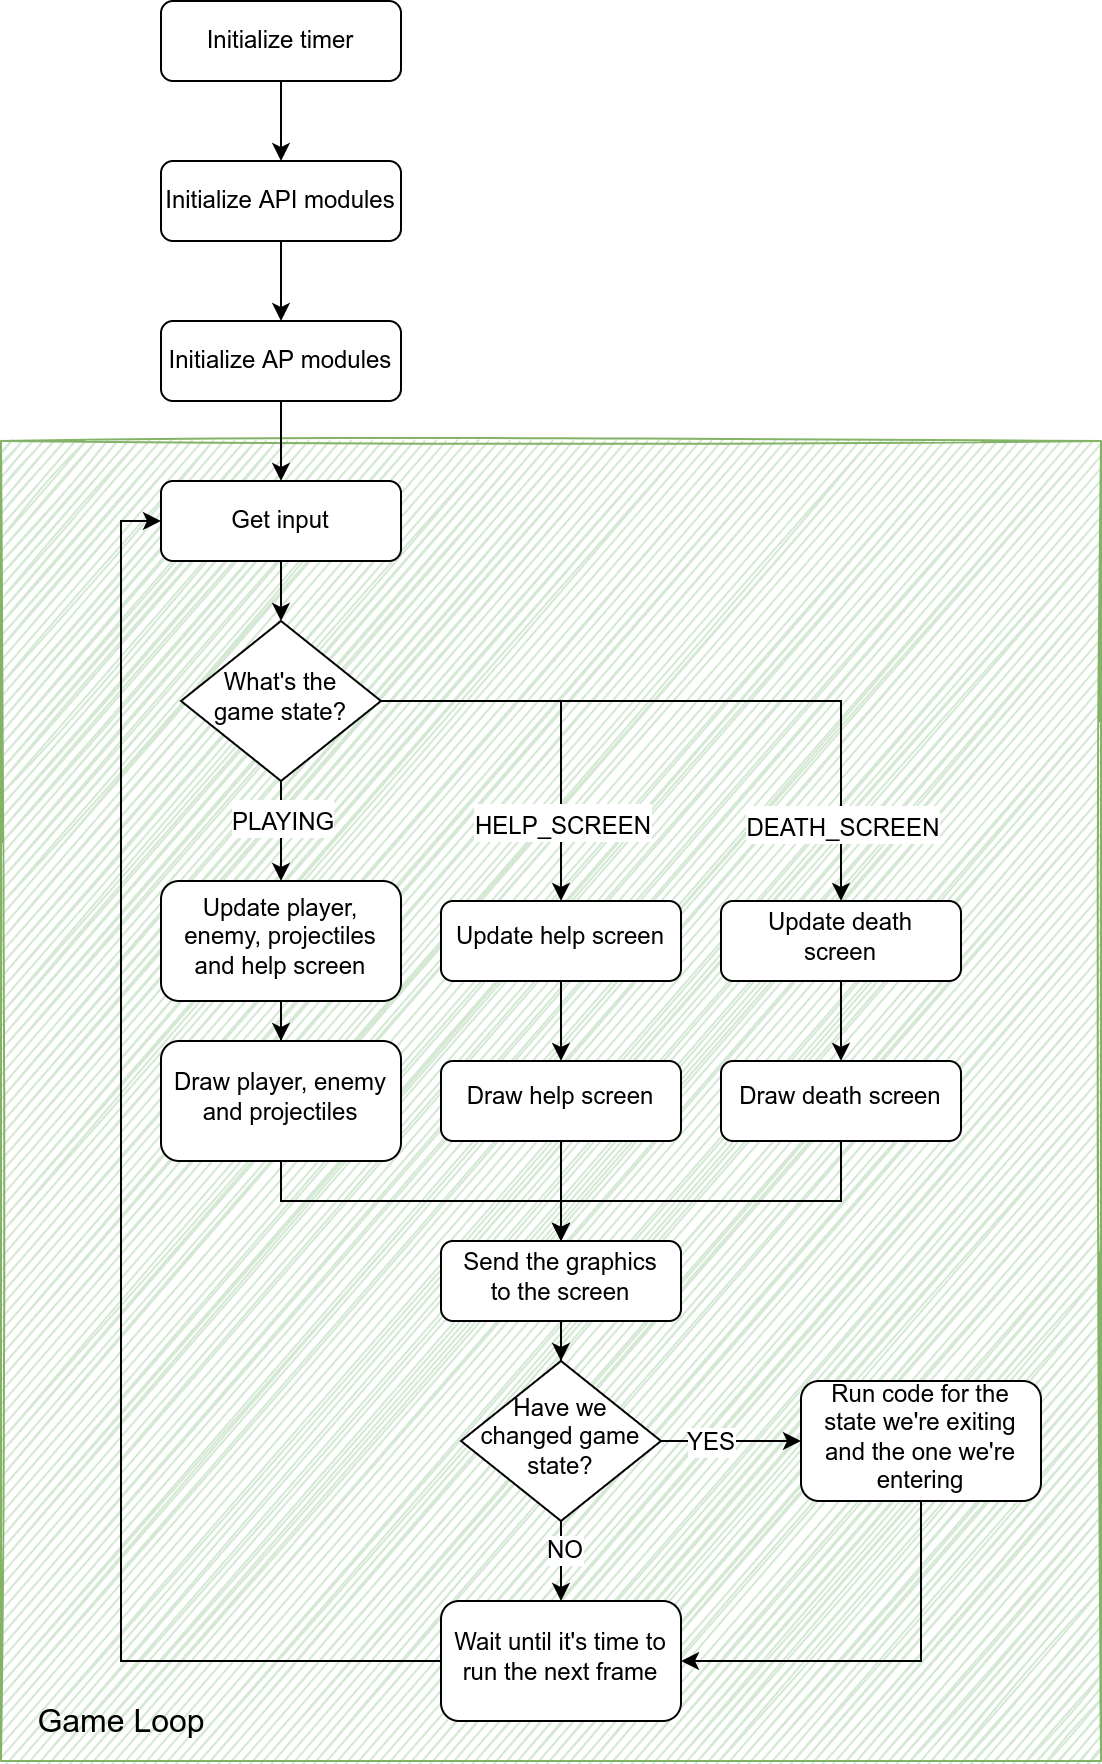 Initialize timer
Initialize API modules
Initialize AP modules
Get input
What's the
game state?
PLAYING
HELP_SCREEN
DEATH_SCREEN
Update player,
enemy, projectiles
and help screen
Update help screen
Update death
screen
Draw player, enemy
and projectiles
Draw help screen
Draw death screen
Send the graphics
to the screen
Have we
changed game
state?
YES
Run code for the
state we're exiting
and the one we're
entering
NO
Wait until it's time to
run the next frame
Game Loop